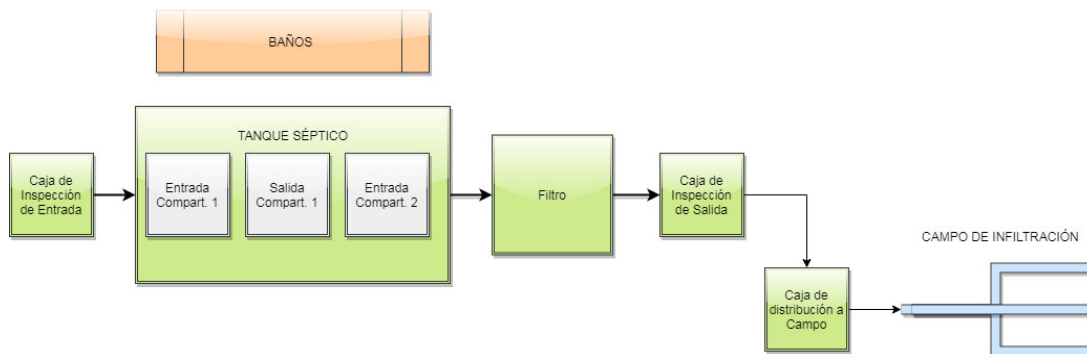 BAÑOS
TANQUE SÉPTICO
Caja de
Inspección
de Entrada
Entrada
Compart. 1
Salida
Compart. 1
Entrada
Compart. 2
Filtro
Caja de
Inspección
de Salida
CAMPO DE INFILTRACIÓN
Caja de
distribución a
Campo